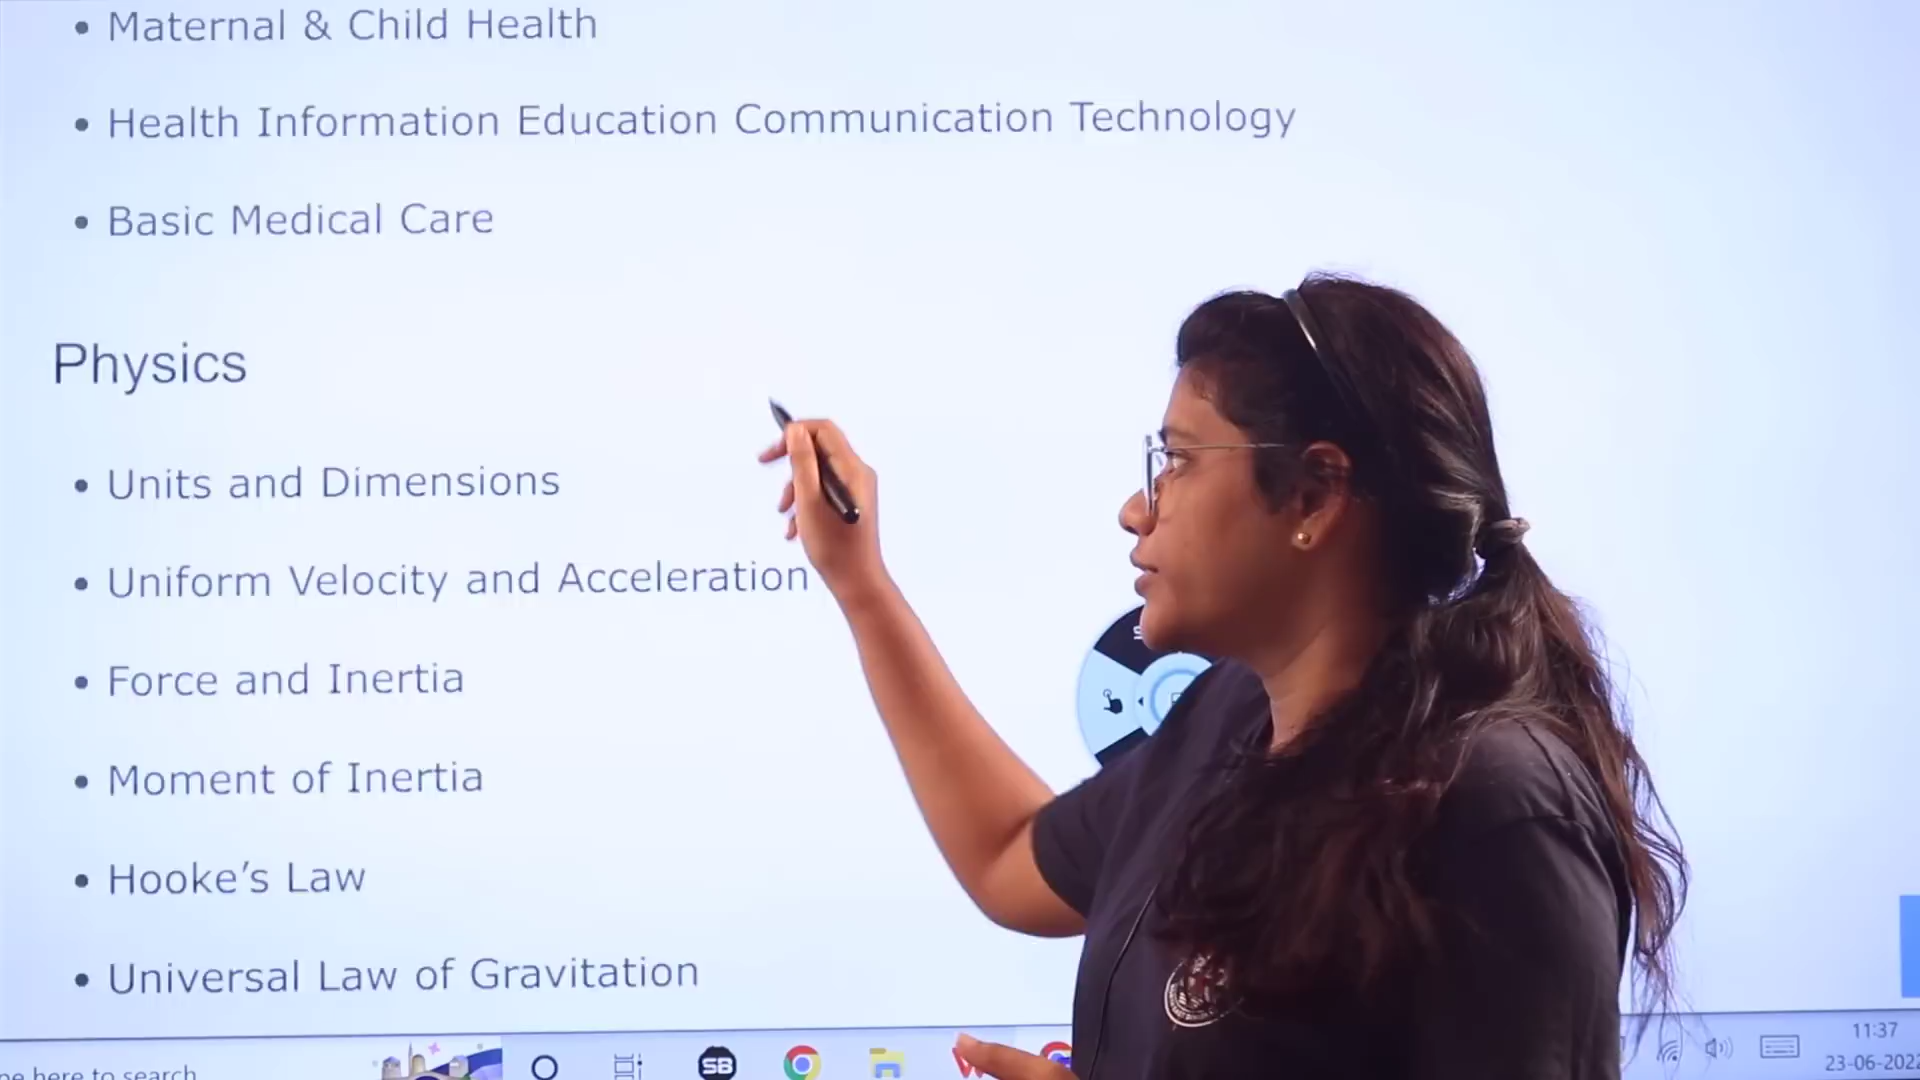 • Maternal & Child Health
• Health Information Education Communication Technology
• Basic Medical Care
Physics
• Units and Dimensions
• Uniform Velocity and Acceleration
• Force and Inertia
• Moment of Inertia
• Hooke’s Law
• Universal Law of Gravitation
here to search
SB
11:37
23-06-2022